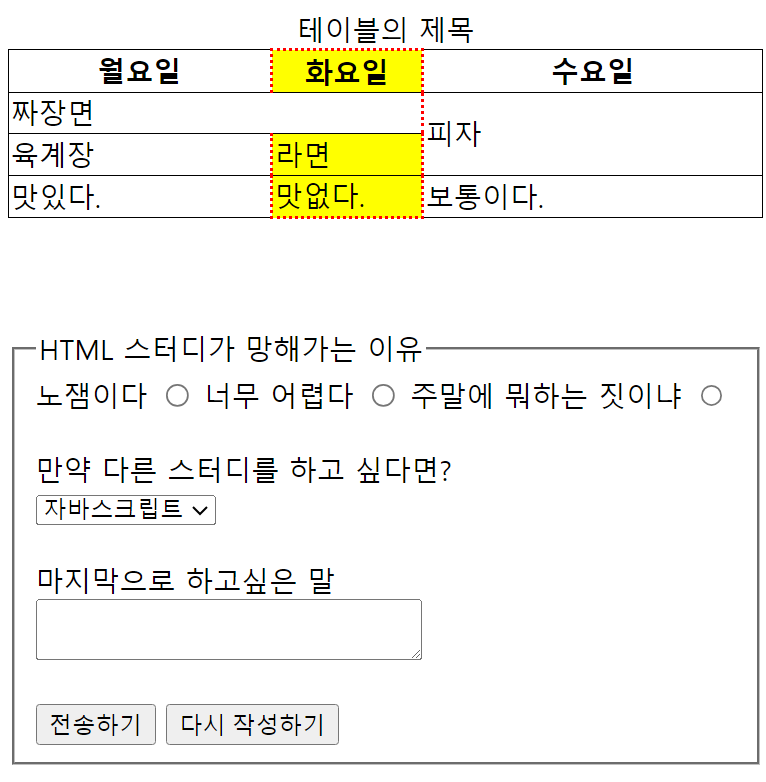 테이블의 제목
월요일 화요일 수요일
짜장면
피자
육계장 라면
맛있다. 맛없다. 보통이다.
HTML 스터디가 망해가는 이유
노잼이다 너무 어렵다 주말에 뭐하는 짓이냐
만약 다른 스터디를 하고 싶다면?
자바스크립트
마지막으로 하고싶은 말
전송하기 다시 작성하기